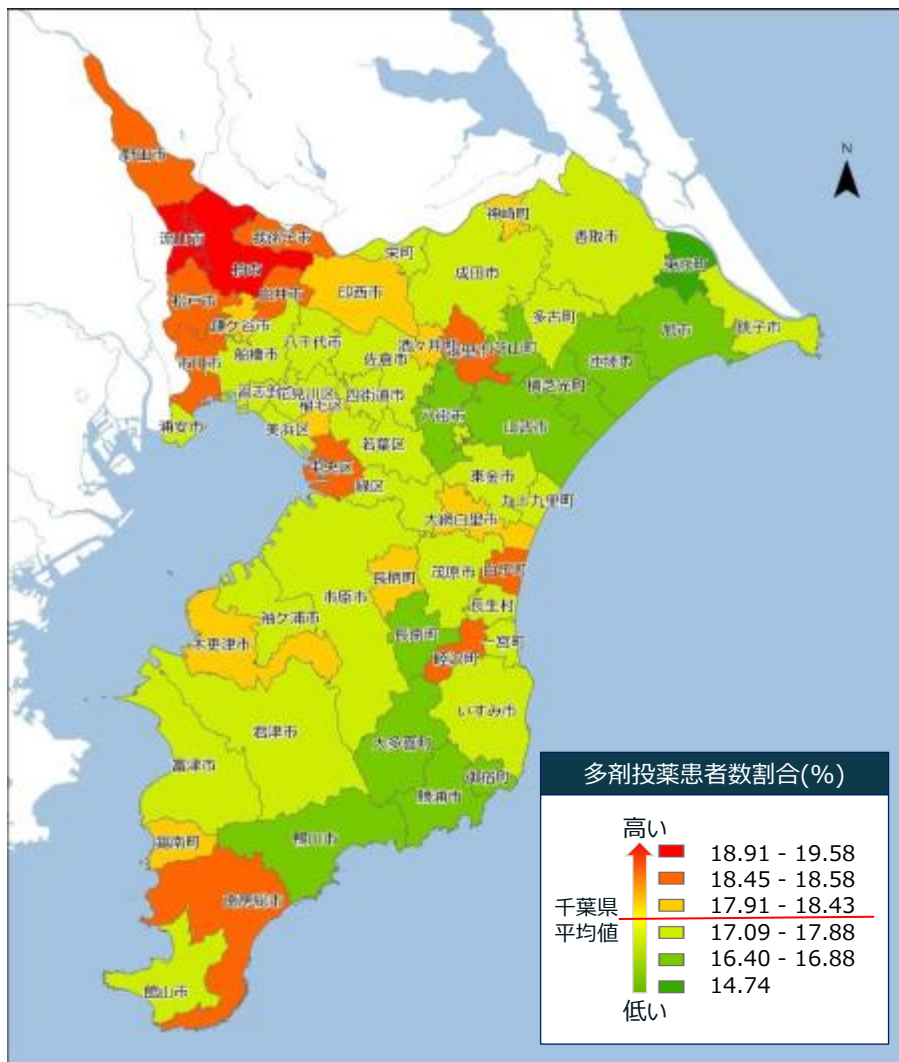 N
野田市
流山市
我孫子市
柏市
松戸市
白井市
印西市
栄町
成田市
神崎町
香取市
東庄町
鎌ケ谷市
市川市
船橋市
八千代市
佐倉市
酒々井町
富里市
芝山町
多古町
匝瑳市
旭市
銚子市
習志野市
花見川区
稲毛区
四街道市
八街市
横芝光町
山武市
浦安市
美浜区
若葉区
中央区
緑区
東金市
九十九里町
大網白里市
市原市
長柄町
茂原市
白子町
長生村
袖ケ浦市
木更津市
長南町
睦沢町
一宮町
いすみ市
君津市
富津市
大多喜町
御宿町
勝浦市
鴨川市
鋸南町
南房総市
館山市
多剤投薬患者数割合(%)
高い
18.91 - 19.58
18.45 - 18.58
千葉県
17.91 - 18.43
平均値
17.09 - 17.88
16.40 - 16.88
14.74
低い